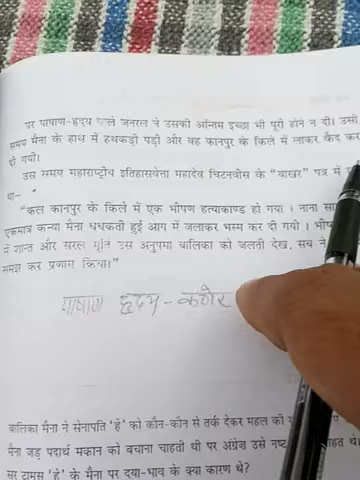 पर पाषाण-हृदय वाले जनरल ने उसकी अन्तिम इच्छा भी पूरी होने न दी। उसी
समय मैना के हाथ में हथकड़ी पड़ी और वह कानपुर के किले में लाकर कैद कर
दी गयी।
उस समय महाराष्ट्रीय इतिहासवेत्ता महादेव चिटनवीस के "बाखर" पत्र में
था—
"कल कानपुर के किले में एक भीषण हत्याकाण्ड हो गया। नाना
एकमात्र कन्या मैना धधकती हुई आग में जलाकर भस्म कर दी गयी।
में शान्त और सरल मूर्ति उस अनुपमा बालिका को जलती देख, सब ने
समझ कर प्रणाम किया।"
पाषाण हृदय - कठोर
बालिका मैना ने सेनापति 'हे' को कौन-कौन से तर्क देकर महल की
मैना जड़ पदार्थ मकान को बचाना चाहती थी पर अंग्रेज उसे नष्ट थे।
सर टामस 'हे' के मैना पर दया-भाव के क्या कारण थे?